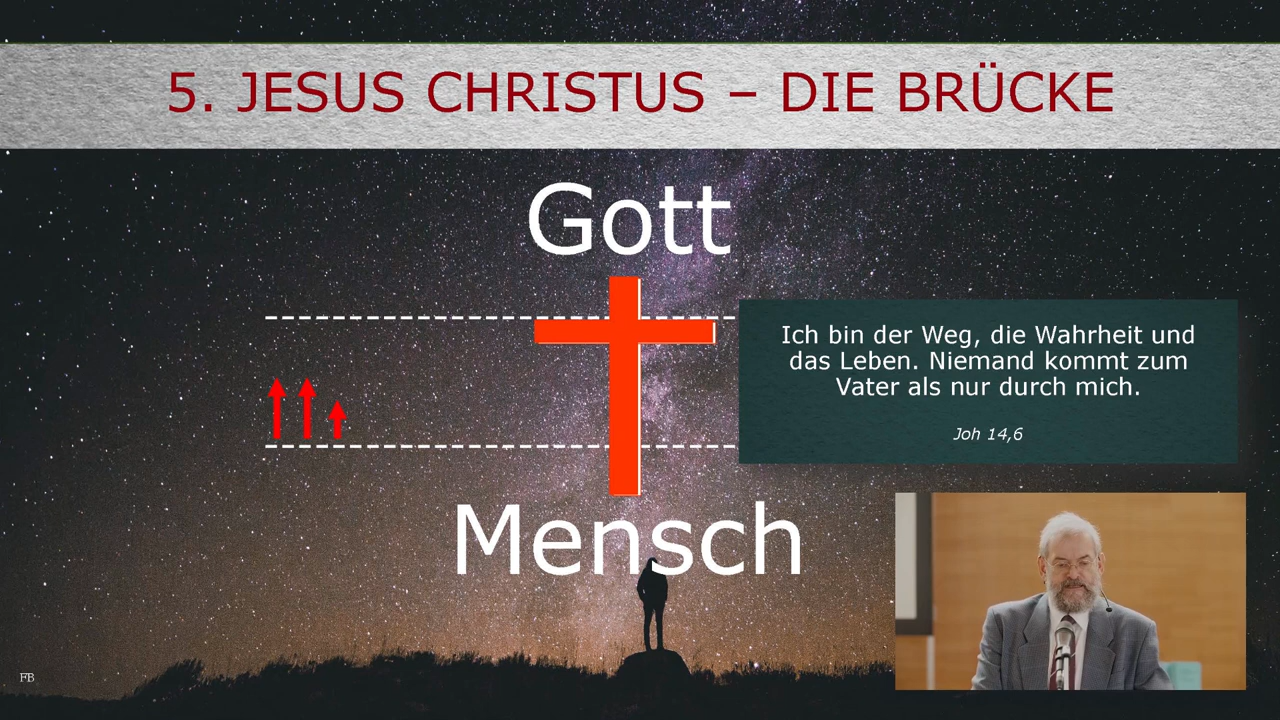 5. JESUS CHRISTUS – DIE BRÜCKE
Gott
Ich bin der Weg, die Wahrheit und
das Leben. Niemand kommt zum
Vater als nur durch mich.
Joh 14,6
Mensch
FB